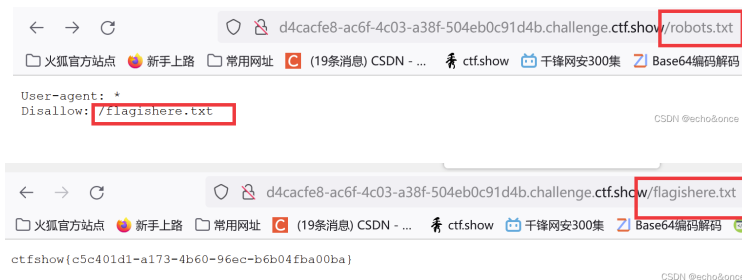 d4cacfe8-ac6f-4c03-a38f-504eb0c91d4b.challenge.ctf.show/robots.txt
火狐官方站点 新手上路 常用网址 C (19条消息) CSDN - ... ctf.show 千锋网安300集 Base64编码解码
User-agent: *
Disallow: /flagishere.txt
CSDN @echo&once
d4cacfe8-ac6f-4c03-a38f-504eb0c91d4b.challenge.ctf.show/flagishere.txt
火狐官方站点 新手上路 常用网址 C (19条消息) CSDN - ... ctf.show 千锋网安300集 Base64编码解码
ctfshow{c5c401d1-a173-4b60-96ec-b6b04fba00ba}
CSDN @echo&once